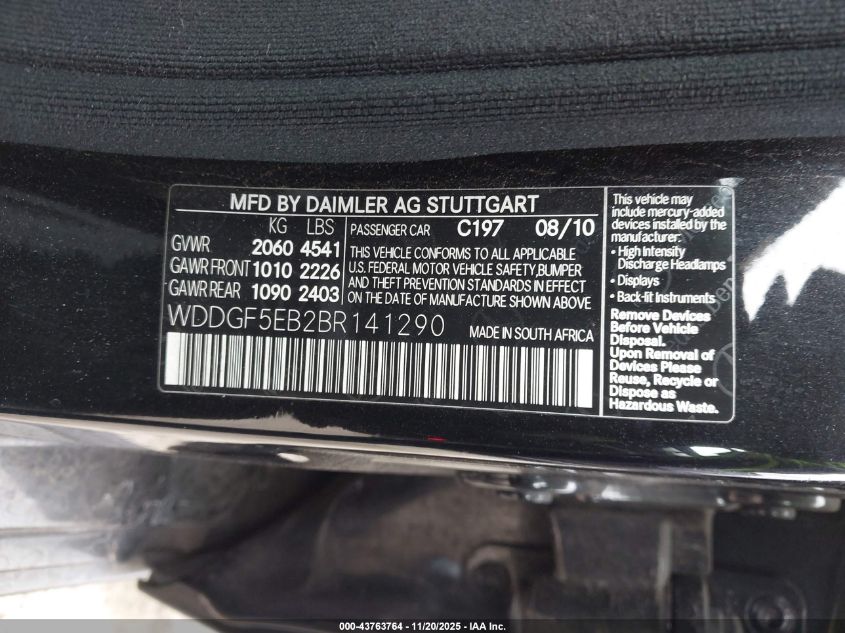 MFD BY DAIMLER AG STUTTGART
KG LBS
GVWR 2060 4541
GAWR FRONT 1010 2226
GAWR REAR 1090 2403
PASSENGER CAR C197 08/10
THIS VEHICLE CONFORMS TO ALL APPLICABLE
U.S. FEDERAL MOTOR VEHICLE SAFETY,BUMPER
AND THEFT PREVENTION STANDARDS IN EFFECT
ON THE DATE OF MANUFACTURE SHOWN ABOVE
WDDGF5EB2BR141290 MADE IN SOUTH AFRICA
This vehicle may
include mercury-added
devices installed by the
manufacturer:
• High Intensity
Discharge Headlamps
• Displays
• Back-lit Instruments
Remove Devices
Before Vehicle
Disposal.
Upon Removal of
Devices Please
Reuse, Recycle or
Dispose as
Hazardous Waste.
000-43763764 - 11/20/2025 - IAA Inc.